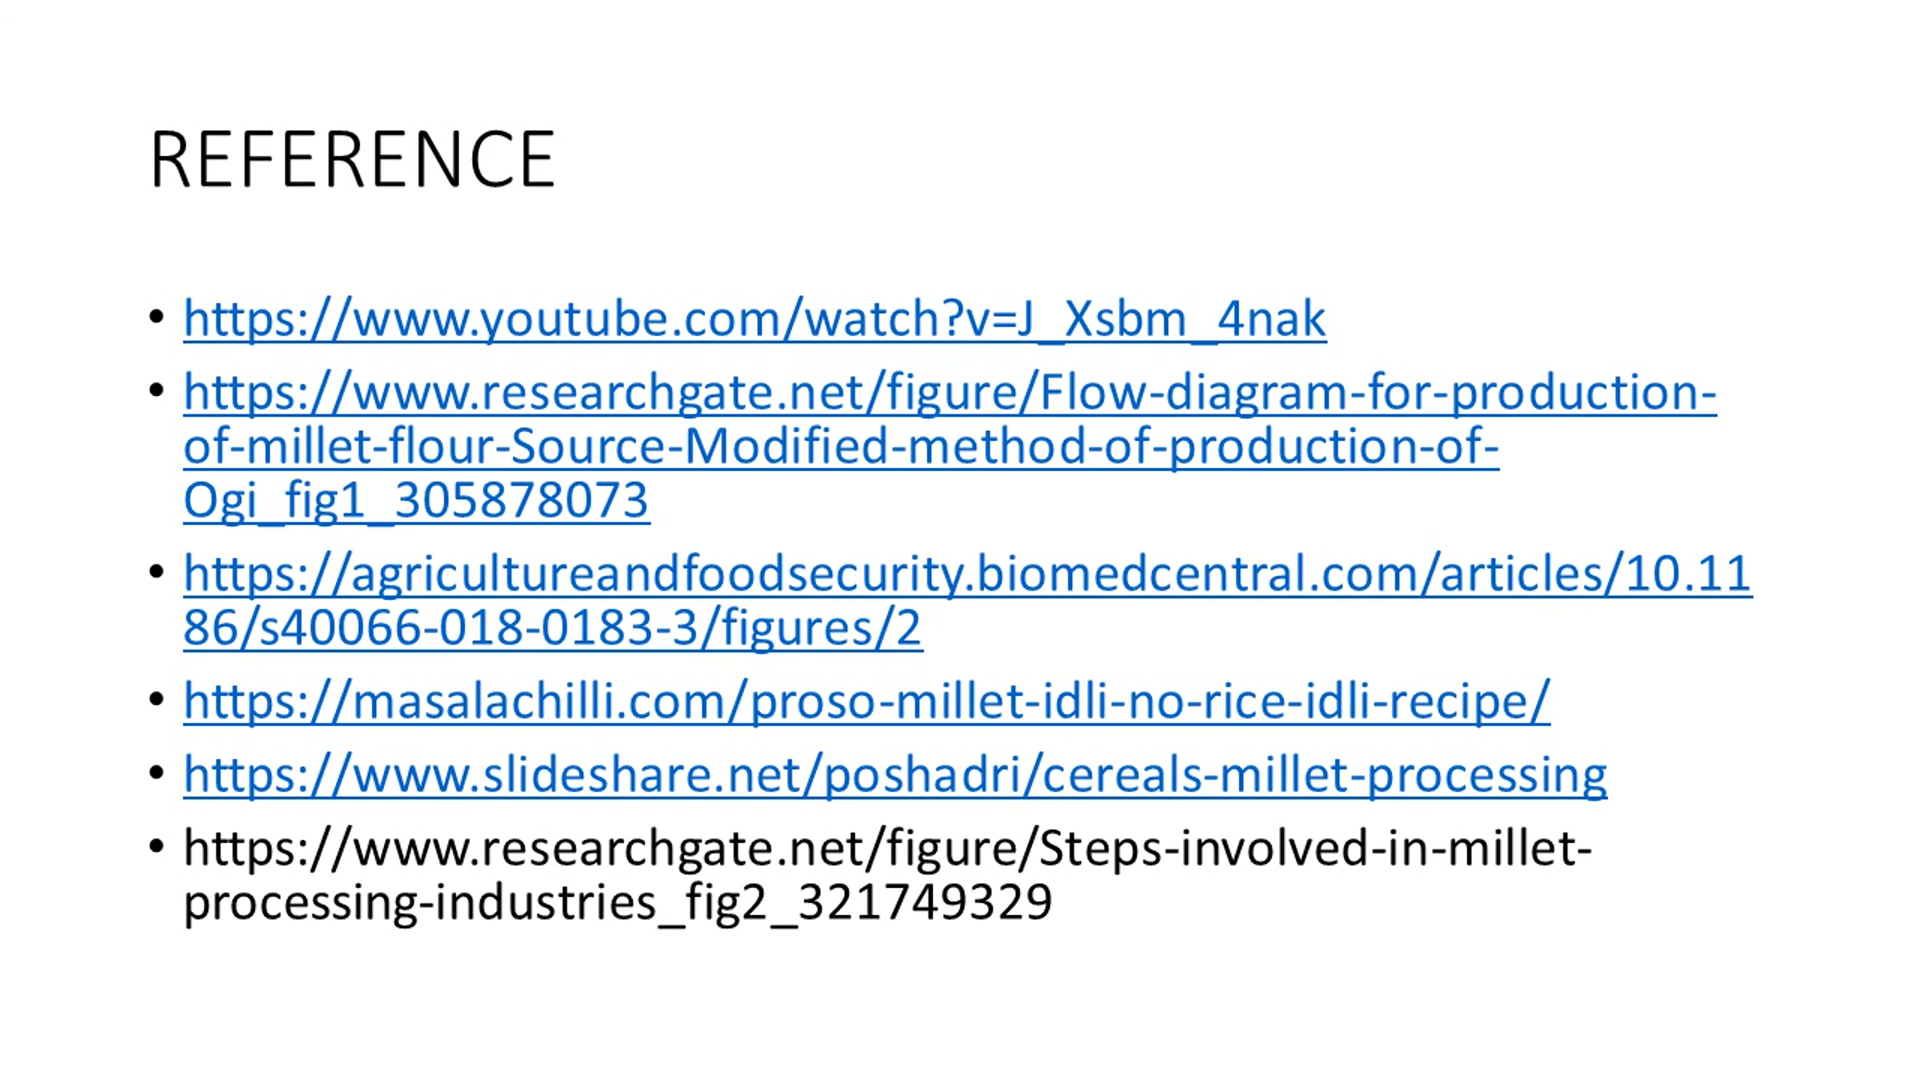 REFERENCE
• https://www.youtube.com/watch?v=J_Xsbm_4nak
• https://www.researchgate.net/figure/Flow-diagram-for-production-
of-millet-flour-Source-Modified-method-of-production-of-
Ogi_fig1_305878073
• https://agricultureandfoodsecurity.biomedcentral.com/articles/10.11
86/s40066-018-0183-3/figures/2
• https://masalachilli.com/proso-millet-idli-no-rice-idli-recipe/
• https://www.slideshare.net/poshadri/cereals-millet-processing
• https://www.researchgate.net/figure/Steps-involved-in-millet-
processing-industries_fig2_321749329